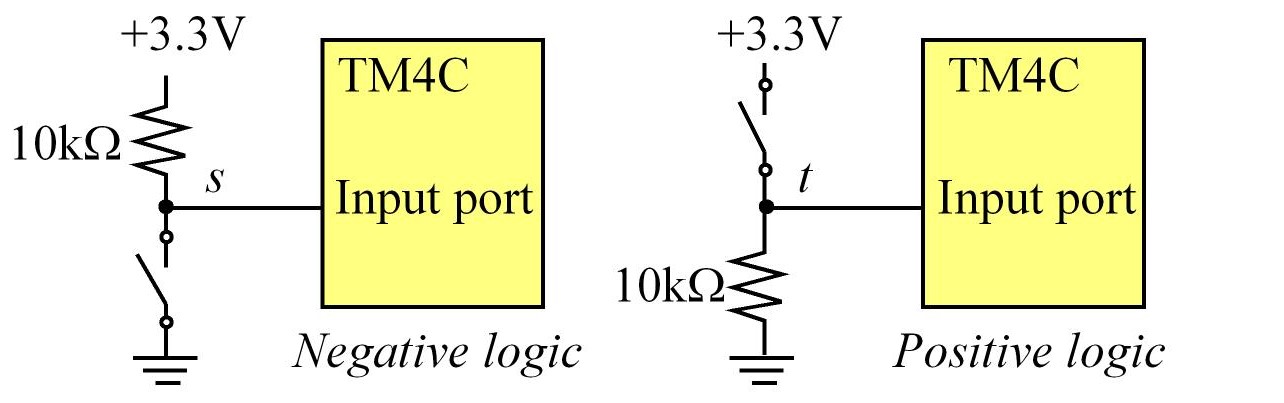 +3.3V
TM4C
10kΩ
s
Input port
Negative logic
+3.3V
TM4C
t
Input port
10kΩ
Positive logic